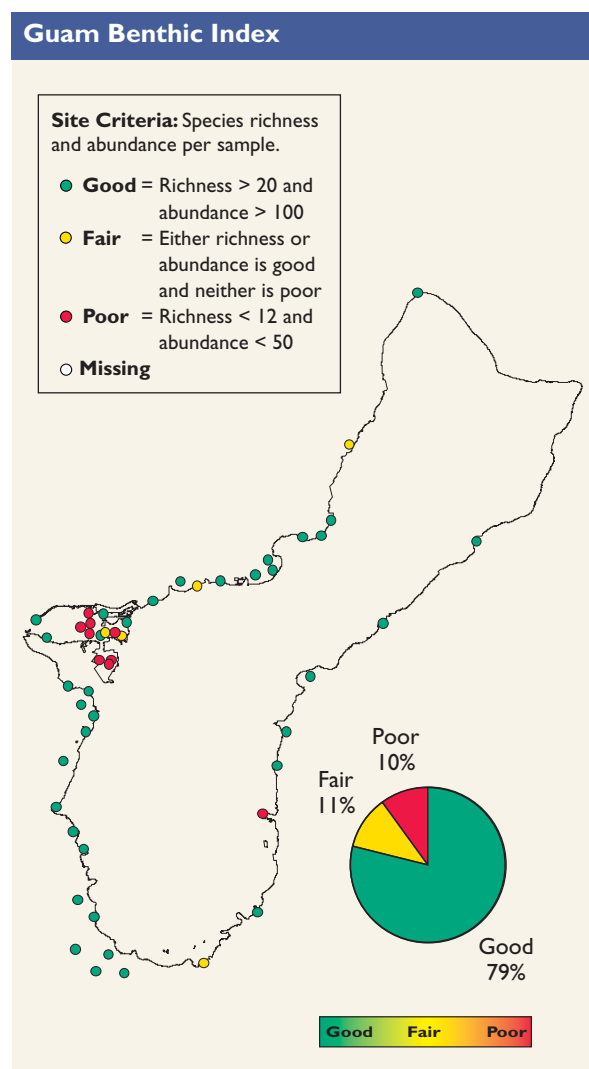 Guam Benthic Index
Site Criteria: Species richness
and abundance per sample.
Good = Richness > 20 and
abundance > 100
Fair = Either richness or
abundance is good
and neither is poor
Poor = Richness < 12 and
abundance < 50
Missing
Poor
10%
Fair
11%
Good
79%
Good Fair Poor